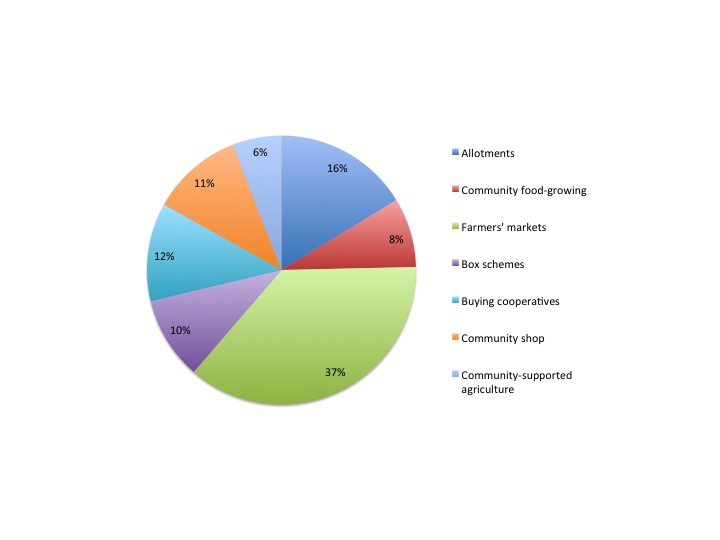 6%
16%
11%
8%
12%
10%
37%
Allotments
Community food-growing
Farmers' markets
Box schemes
Buying cooperatives
Community shop
Community-supported
agriculture